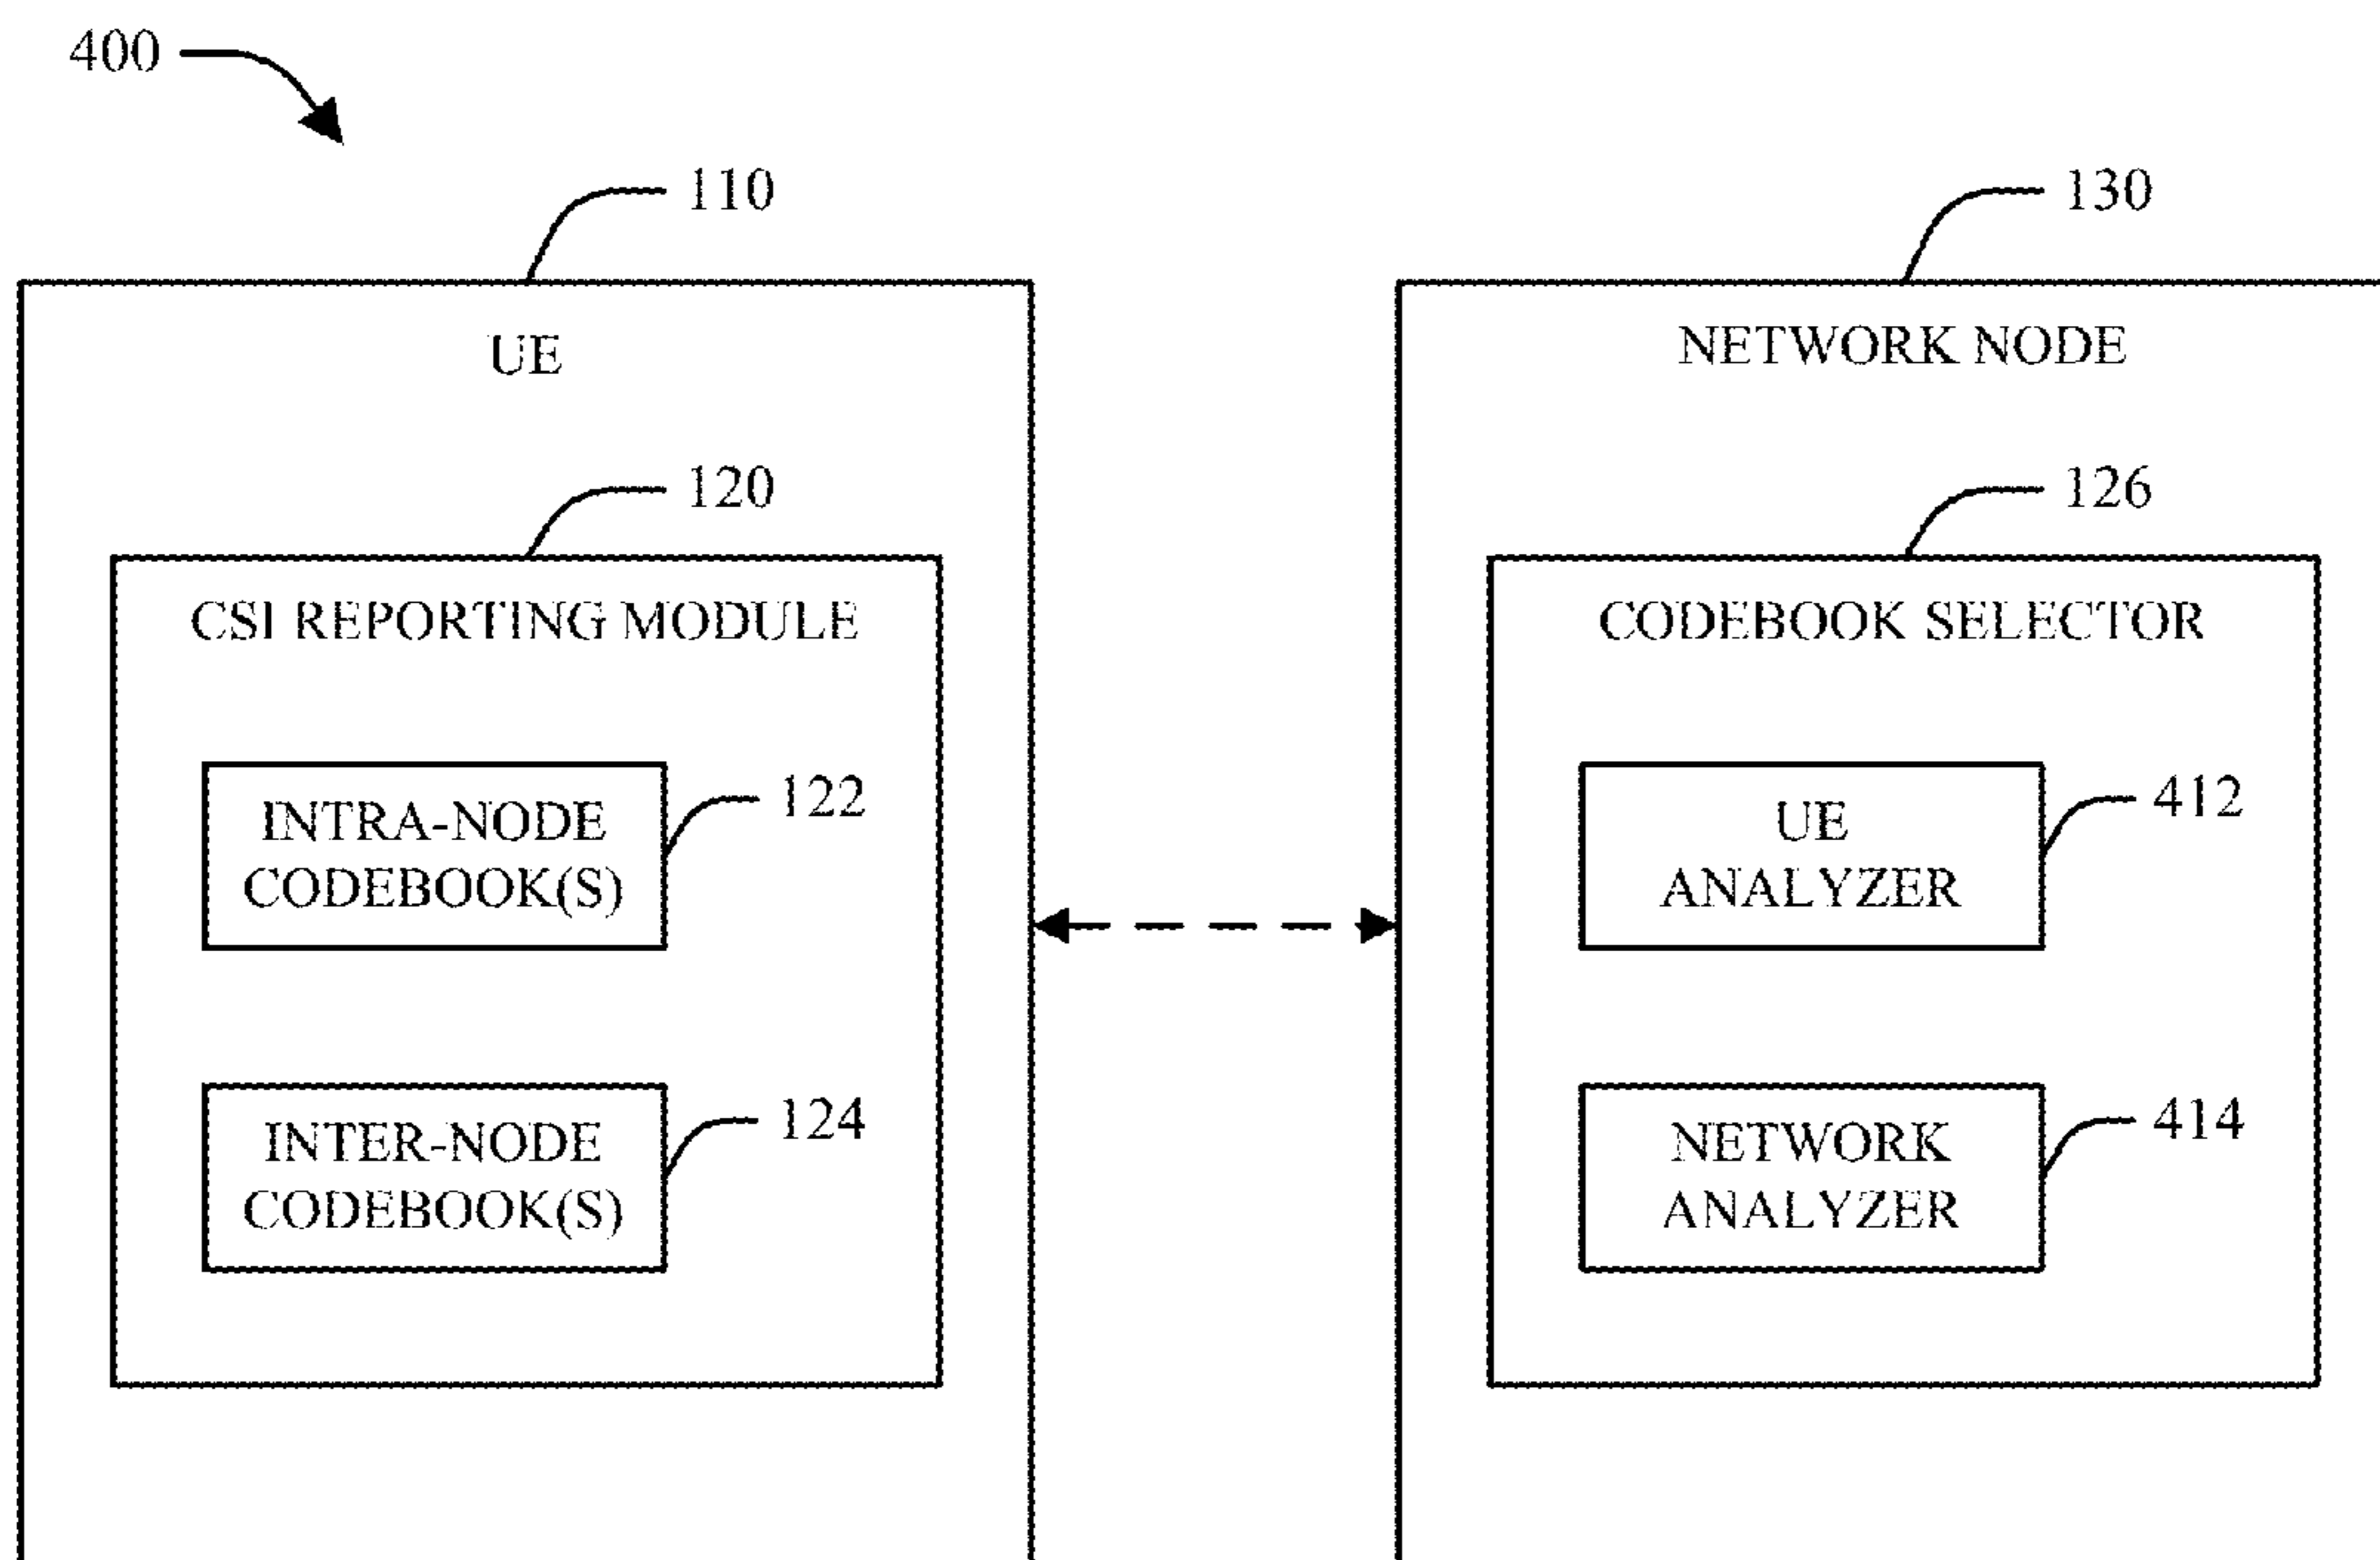 400
110
130
UE
NETWORK NODE
120
126
CSI REPORTING MODULE
CODEBOOK SELECTOR
INTRA-NODE
CODEBOOK(S)
122
UE
ANALYZER
412
INTER-NODE
CODEBOOK(S)
124
NETWORK
ANALYZER
414